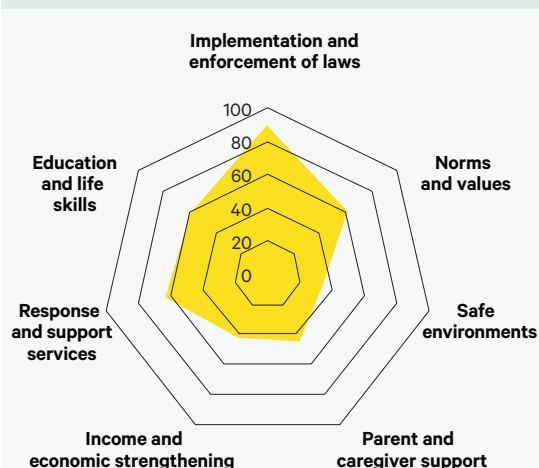 Implementation and
enforcement of laws
100
80
60
40
20
0
Education
and life
skills
Norms
and values
Response
and support
services
Safe
environments
Income and
economic strengthening
Parent and
caregiver support